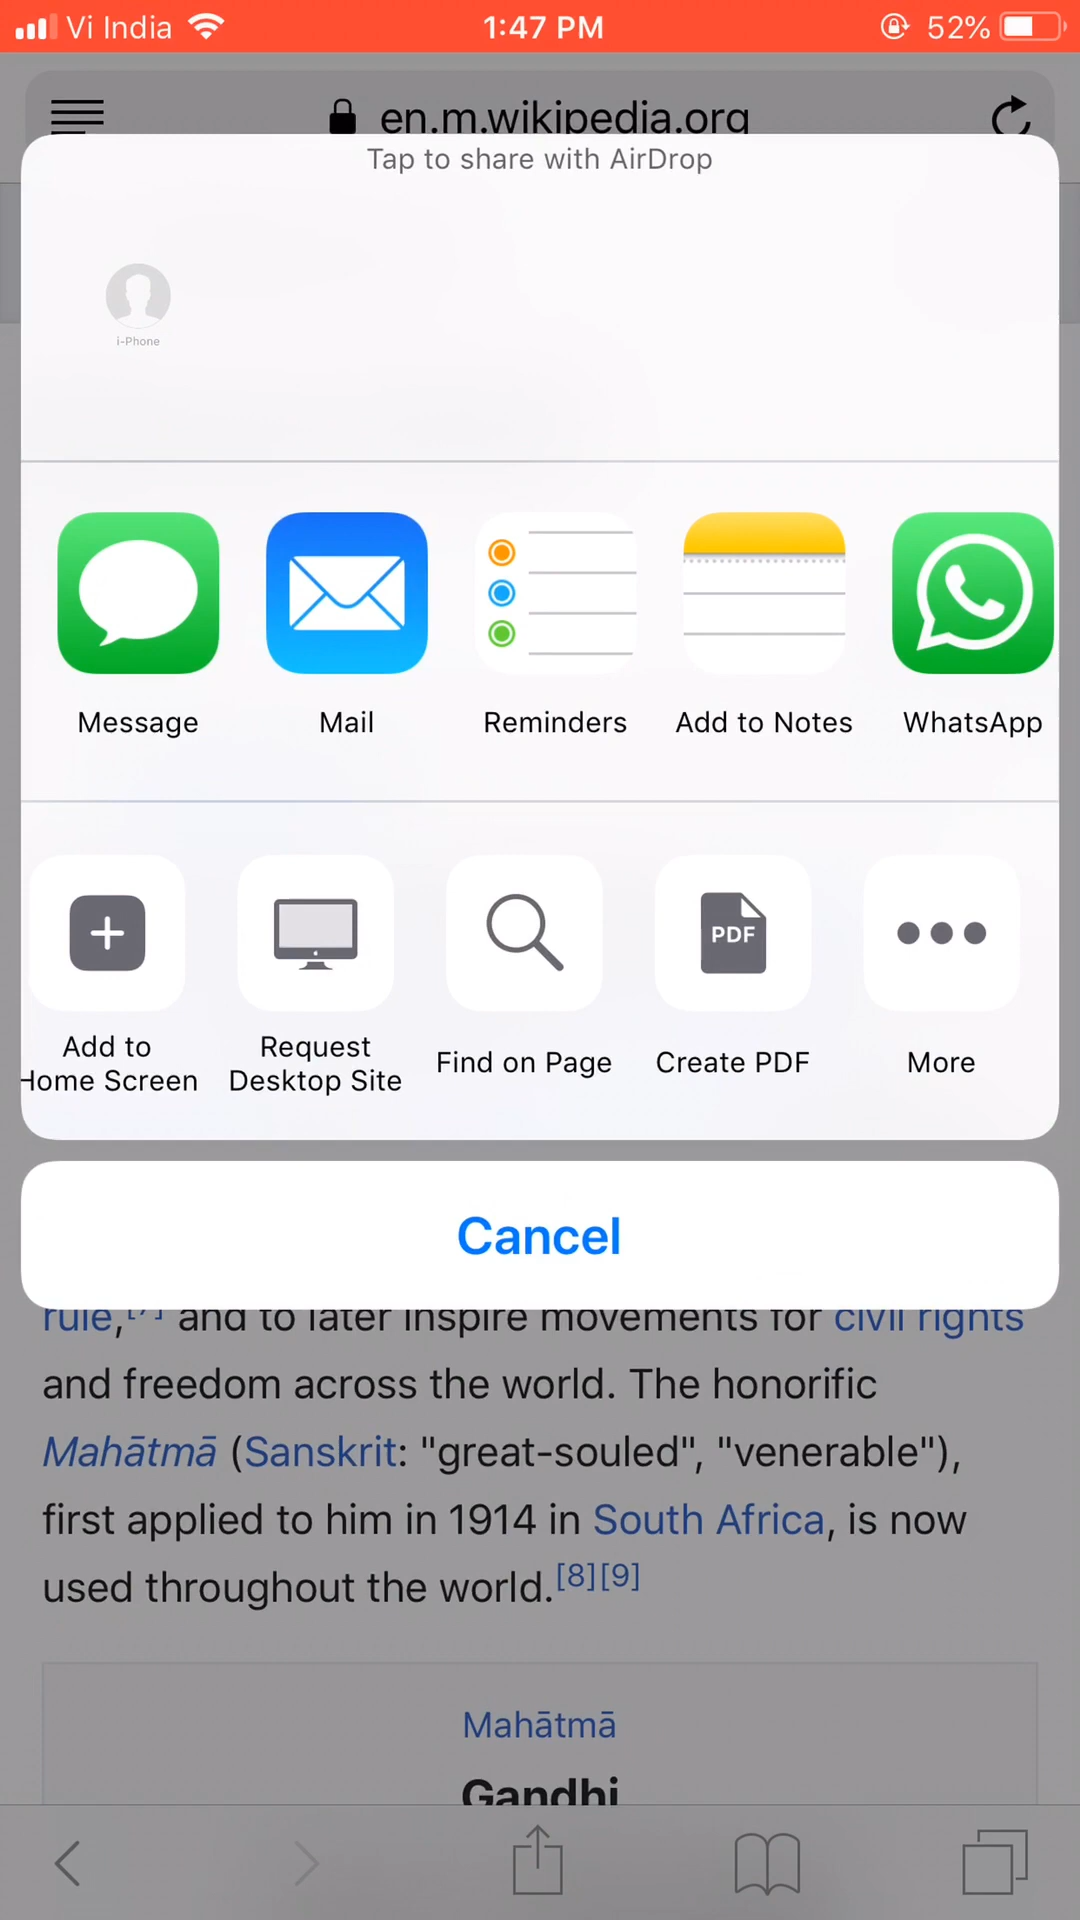 Vi India 1:47 PM 52%
en.m.wikipedia.org
Tap to share with AirDrop
i-Phone
Message Mail Reminders Add to Notes WhatsApp
PDF
Add to Home Screen
Request Desktop Site
Find on Page
Create PDF
More
Cancel
rule,[7] and to later inspire movements for civil rights
and freedom across the world. The honorific
Mahātmā (Sanskrit: "great-souled", "venerable"),
first applied to him in 1914 in South Africa, is now
used throughout the world.[8][9]
Mahātmā
Gandhi